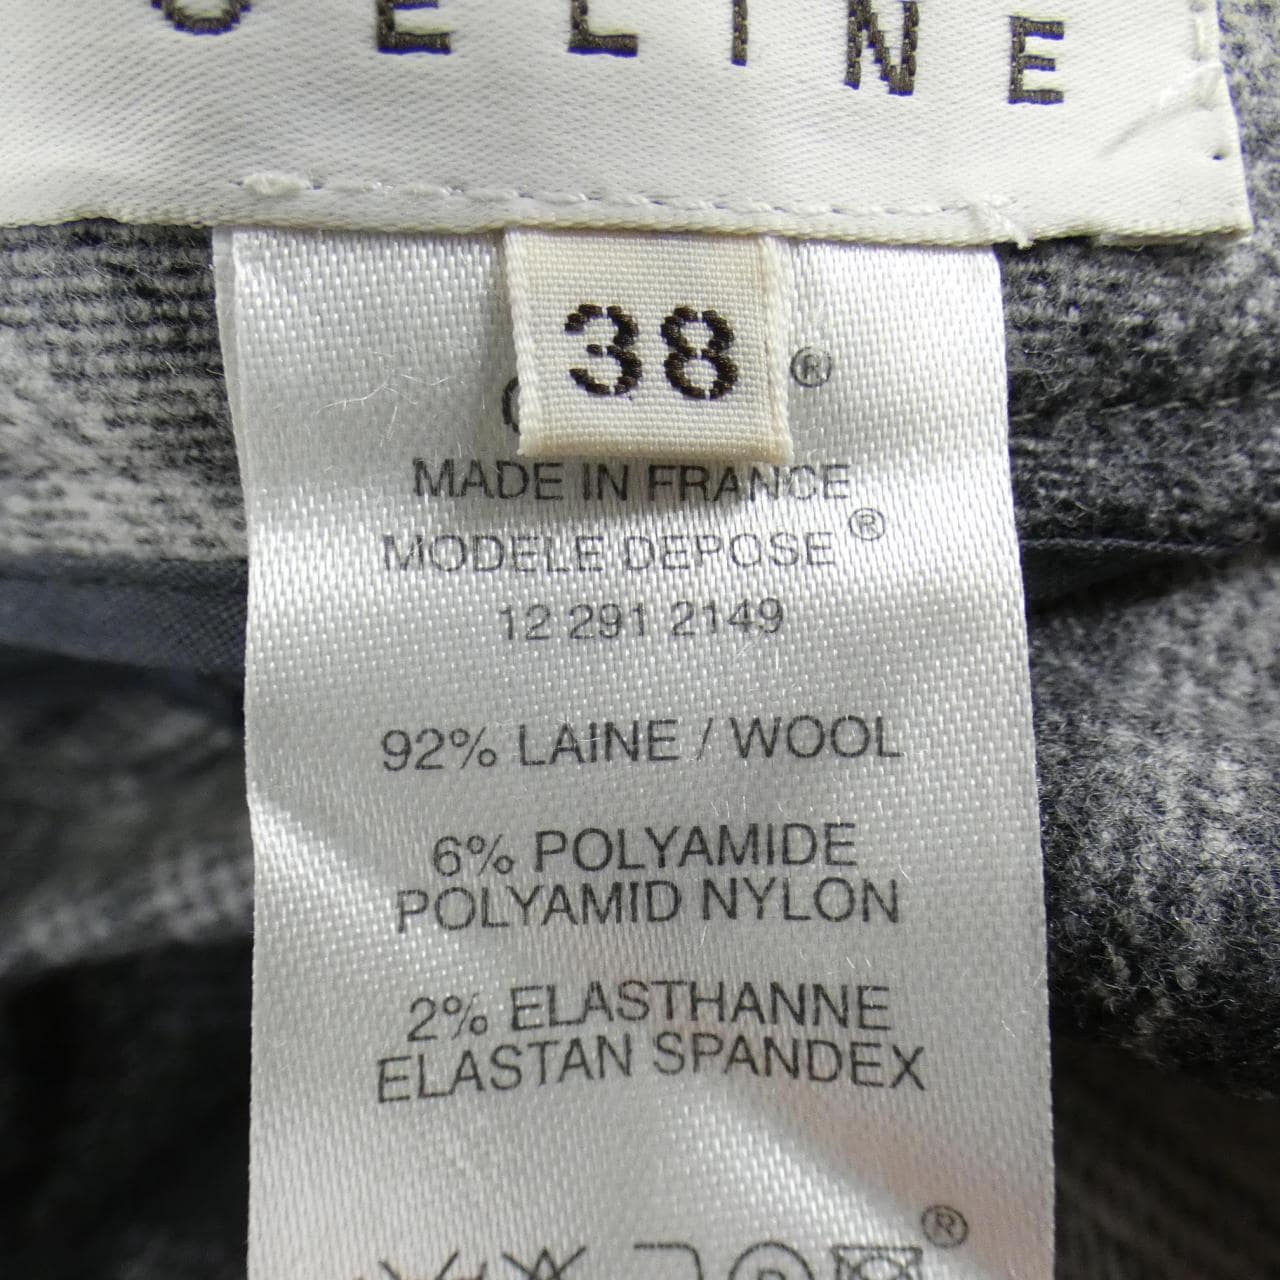 CELINE
38
®
MADE IN FRANCE
MODELE DEPOSE ®
12 291 2149
92% LAINE / WOOL
6% POLYAMIDE
POLYAMID NYLON
2% ELASTHANNE
ELASTAN SPANDEX
®
P